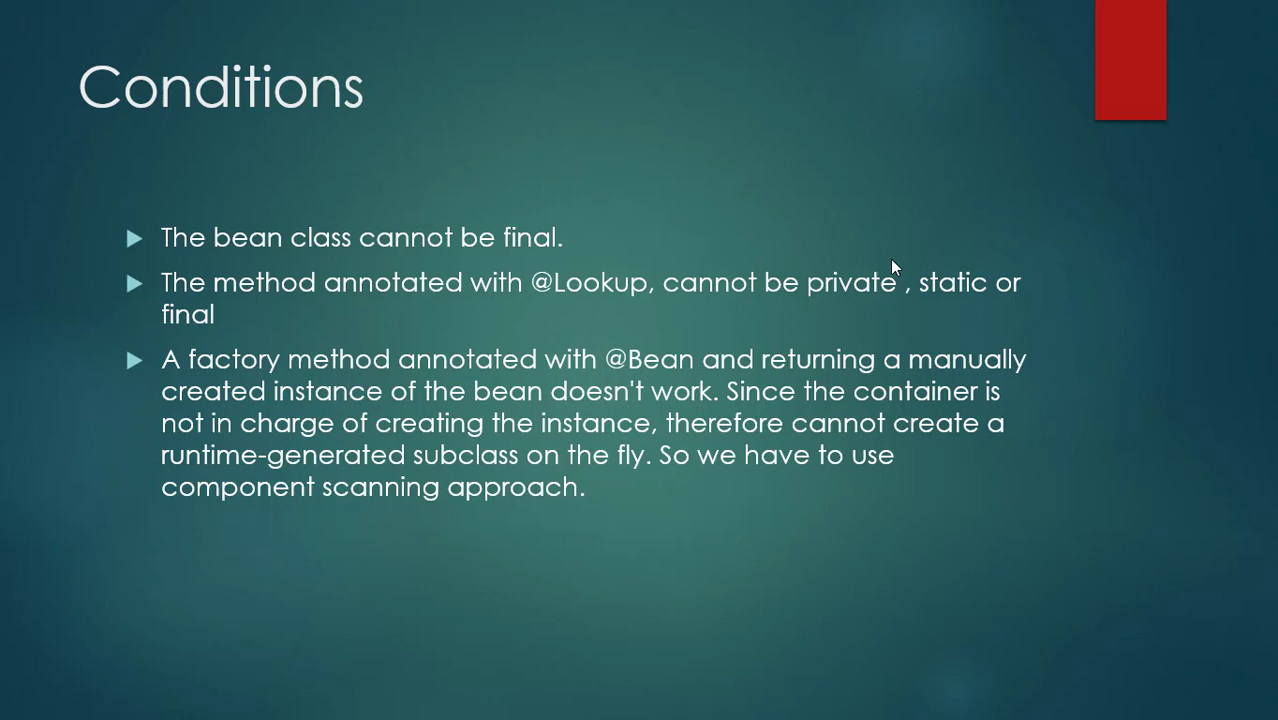 Conditions
The bean class cannot be final.
The method annotated with @Lookup, cannot be private , static or
final
A factory method annotated with @Bean and returning a manually
created instance of the bean doesn't work. Since the container is
not in charge of creating the instance, therefore cannot create a
runtime-generated subclass on the fly. So we have to use
component scanning approach.